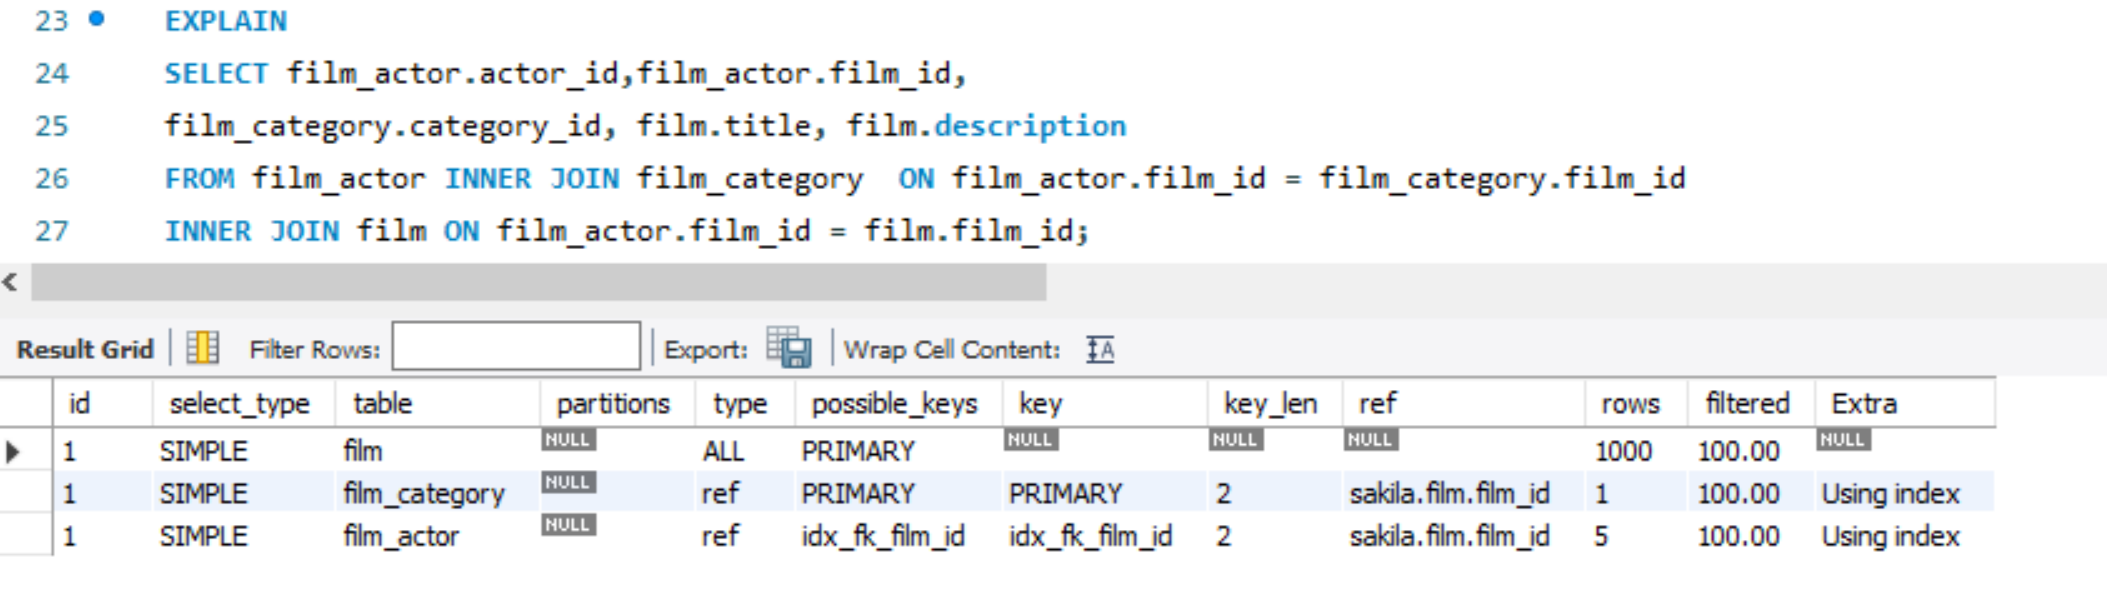 23 EXPLAIN
24 SELECT film_actor.actor_id,film_actor.film_id,
25 film_category.category_id, film.title, film.description
26 FROM film_actor INNER JOIN film_category  ON film_actor.film_id = film_category.film_id
27 INNER JOIN film ON film_actor.film_id = film.film_id;
Result Grid Filter Rows: Export: Wrap Cell Content: IA
id select_type table partitions type possible_keys key key_len ref rows filtered Extra
1 SIMPLE film NULL ALL PRIMARY NULL NULL NULL 1000 100.00 NULL
1 SIMPLE film_category NULL ref PRIMARY PRIMARY 2 sakila.film.film_id 1 100.00 Using index
1 SIMPLE film_actor NULL ref idx_fk_film_id idx_fk_film_id 2 sakila.film.film_id 5 100.00 Using index